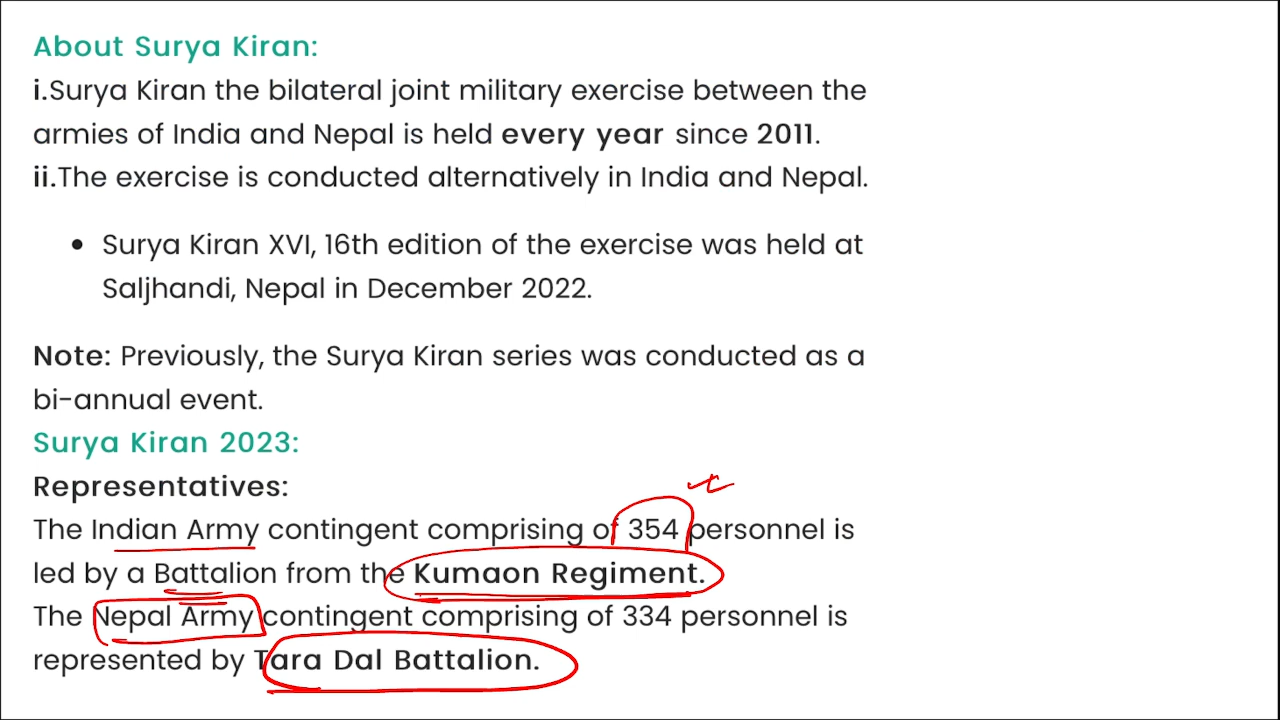 About Surya Kiran:
i.Surya Kiran the bilateral joint military exercise between the
armies of India and Nepal is held every year since 2011.
ii.The exercise is conducted alternatively in India and Nepal.
• Surya Kiran XVI, 16th edition of the exercise was held at
Saljhandi, Nepal in December 2022.
Note: Previously, the Surya Kiran series was conducted as a
bi-annual event.
Surya Kiran 2023:
Representatives:
The Indian Army contingent comprising of 354 personnel is
led by a Battalion from the Kumaon Regiment.
The Nepal Army contingent comprising of 334 personnel is
represented by Tara Dal Battalion.